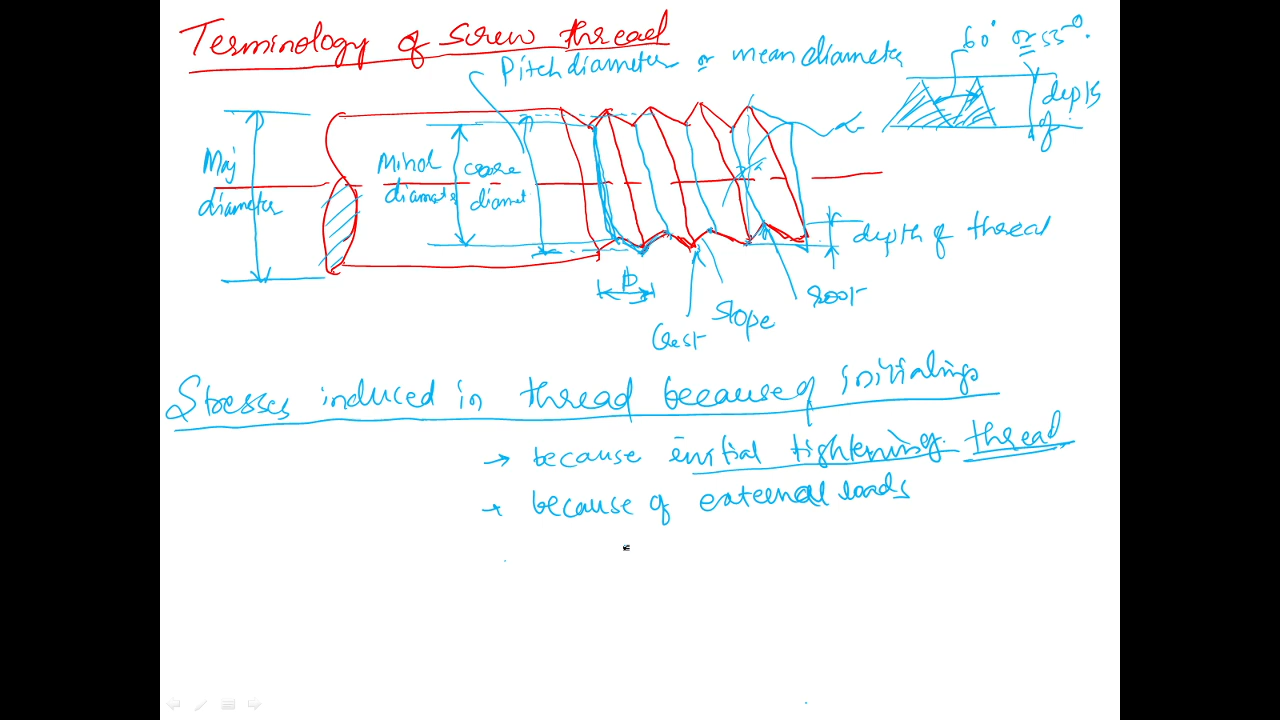 Terminology of Screw thread
Pitch diameter or mean diameter
60° or 55°.
depth
of
α
Maj
diameter
Minor
diameter
core
diamet
depth of thread
p
root
slope
Crest
Stresses induced in thread because of
→ because initial tightening. thread
→ because of external loads